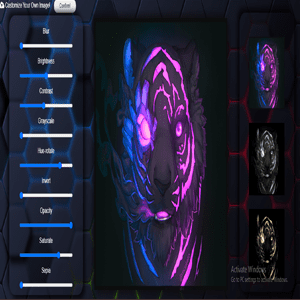 Customize Your Own Image!
Confirm!
Blur
Brightness
Contrast
Grayscale
Hue-rotate
Invert
Opacity
Saturate
Sepia
Activate Windows
Go to PC settings to activate Windows.